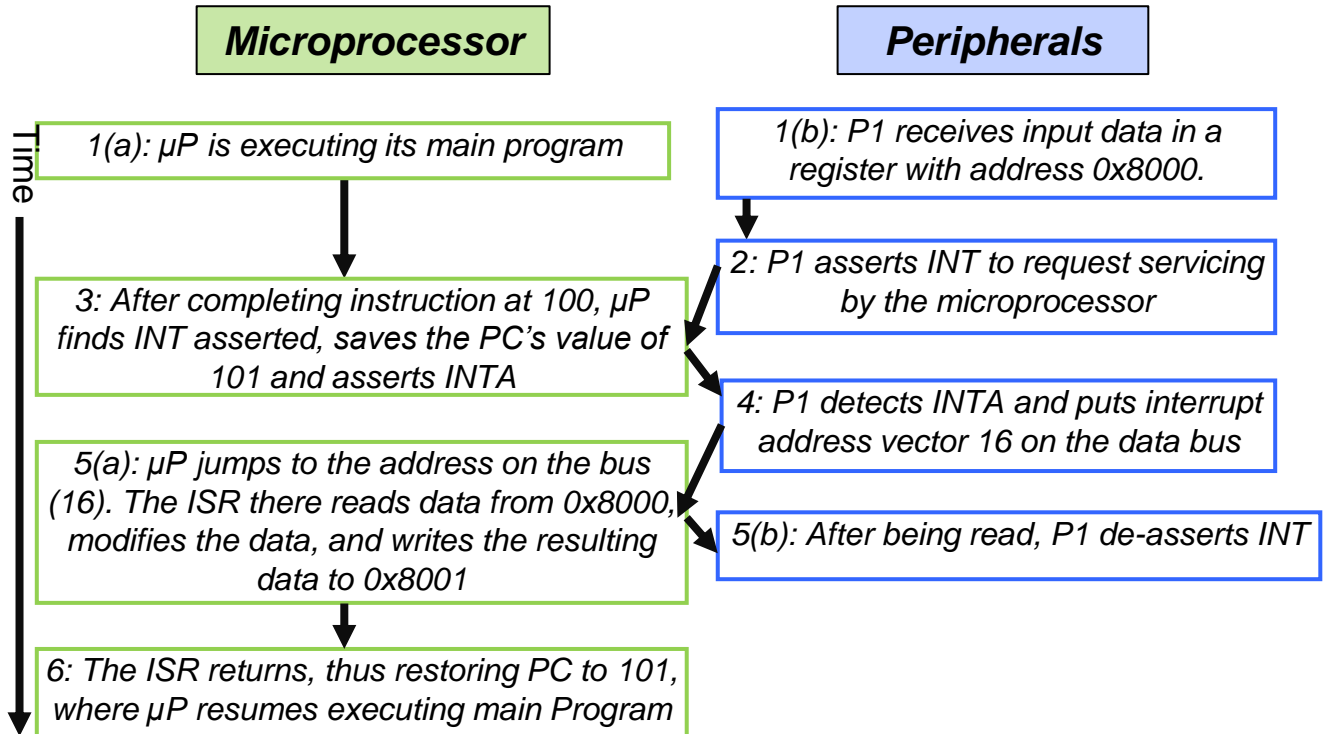 Microprocessor
Peripherals
Time
1(a): µP is executing its main program
1(b): P1 receives input data in a
register with address 0x8000.
2: P1 asserts INT to request servicing
by the microprocessor
3: After completing instruction at 100, µP
finds INT asserted, saves the PC’s value of
101 and asserts INTA
4: P1 detects INTA and puts interrupt
address vector 16 on the data bus
5(a): µP jumps to the address on the bus
(16). The ISR there reads data from 0x8000,
modifies the data, and writes the resulting
data to 0x8001
5(b): After being read, P1 de-asserts INT
6: The ISR returns, thus restoring PC to 101,
where µP resumes executing main Program